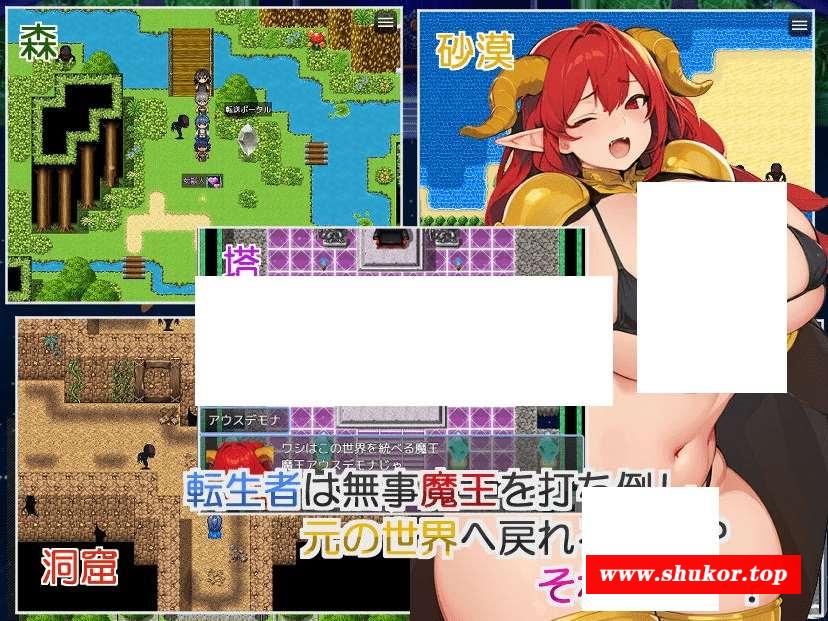 森
砂漠
転送ポータル
塔
アウスデモナ
ワシはこの世界を統べる魔王
魔王アウスデモナじゃ
転生者は無事魔王を打ち倒し
元の世界へ戻れ
洞窟
www.shukor.top